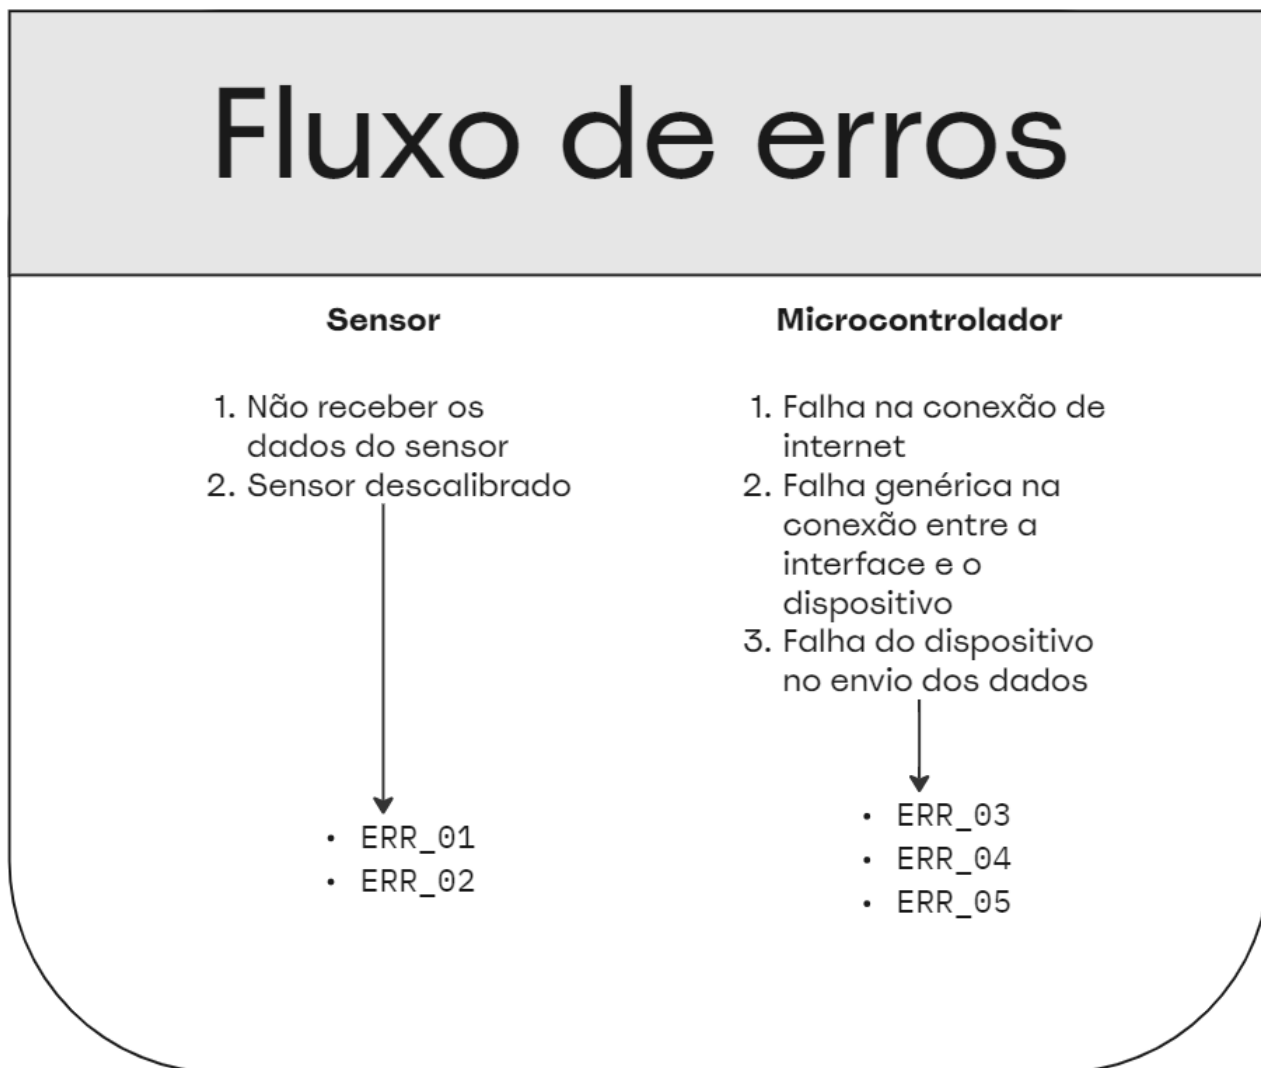 Fluxo de erros
Sensor
1. Não receber os
dados do sensor
2. Sensor descalibrado
• ERR_01
• ERR_02
Microcontrolador
1. Falha na conexão de
internet
2. Falha genérica na
conexão entre a
interface e o
dispositivo
3. Falha do dispositivo
no envio dos dados
• ERR_03
• ERR_04
• ERR_05